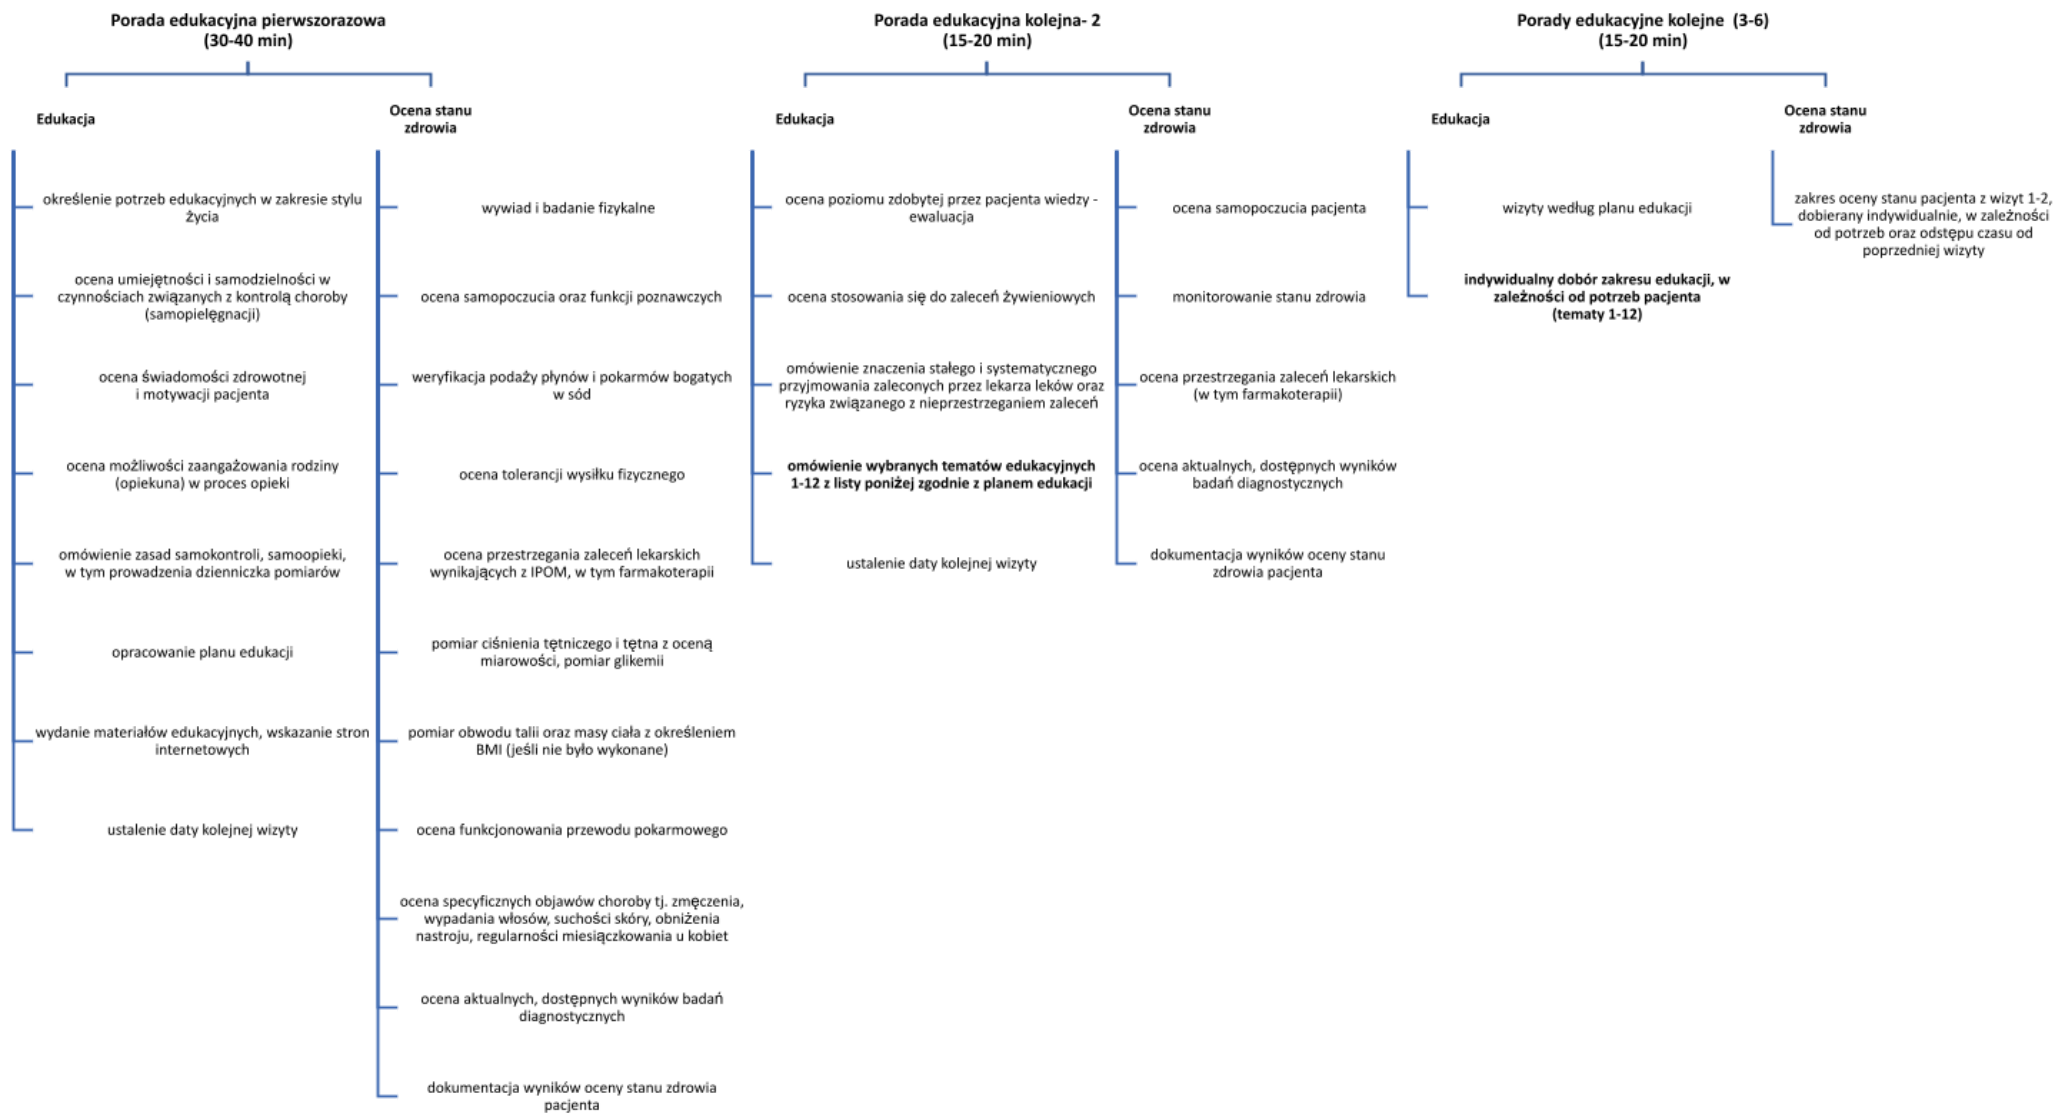 Porada edukacyjna pierwszorazowa
(30-40 min)
Edukacja
określenie potrzeb edukacyjnych w zakresie stylu
życia
ocena umiejętności i samodzielności w
czynnościach związanych z kontrolą choroby
(samopielęgnacji)
ocena świadomości zdrowotnej
i motywacji pacjenta
ocena możliwości zaangażowania rodziny
(opiekuna) w proces opieki
omówienie zasad samokontroli, samoopieki,
w tym prowadzenia dzienniczka pomiarów
opracowanie planu edukacji
wydanie materiałów edukacyjnych, wskazanie stron
internetowych
ustalenie daty kolejnej wizyty
Ocena stanu
zdrowia
wywiad i badanie fizykalne
ocena samopoczucia oraz funkcji poznawczych
weryfikacja podaży płynów i pokarmów bogatych
w sód
ocena tolerancji wysiłku fizycznego
ocena przestrzegania zaleceń lekarskich
wynikających z IPOM, w tym farmakoterapii
pomiar ciśnienia tętniczego i tętna z oceną
miarowości, pomiar glikemii
pomiar obwodu talii oraz masy ciała z określeniem
BMI (jeśli nie było wykonane)
ocena funkcjonowania przewodu pokarmowego
ocena specyficznych objawów choroby tj. zmęczenia,
wypadania włosów, suchości skóry, obniżenia
nastroju, regularności miesiączkowania u kobiet
ocena aktualnych, dostępnych wyników badań
diagnostycznych
dokumentacja wyników oceny stanu zdrowia
pacjenta
Porada edukacyjna kolejna- 2
(15-20 min)
Edukacja
ocena poziomu zdobytej przez pacjenta wiedzy -
ewaluacja
ocena stosowania się do zaleceń żywieniowych
omówienie znaczenia stałego i systematycznego
przyjmowania zaleconych przez lekarza leków oraz
ryzyka związanego z nieprzestrzeganiem zaleceń
omówienie wybranych tematów edukacyjnych
1-12 z listy poniżej zgodnie z planem edukacji
ustalenie daty kolejnej wizyty
Ocena stanu
zdrowia
ocena samopoczucia pacjenta
monitorowanie stanu zdrowia
ocena przestrzegania zaleceń lekarskich
(w tym farmakoterapii)
ocena aktualnych, dostępnych wyników
badań diagnostycznych
dokumentacja wyników oceny stanu
zdrowia pacjenta
Porady edukacyjne kolejne (3-6)
(15-20 min)
Edukacja
wizyty według planu edukacji
indywidualny dobór zakresu edukacji, w
zależności od potrzeb pacjenta
(tematy 1-12)
Ocena stanu
zdrowia
zakres oceny stanu pacjenta z wizyt 1-2,
dobierany indywidualnie, w zależności
od potrzeb oraz odstępu czasu od
poprzedniej wizyty